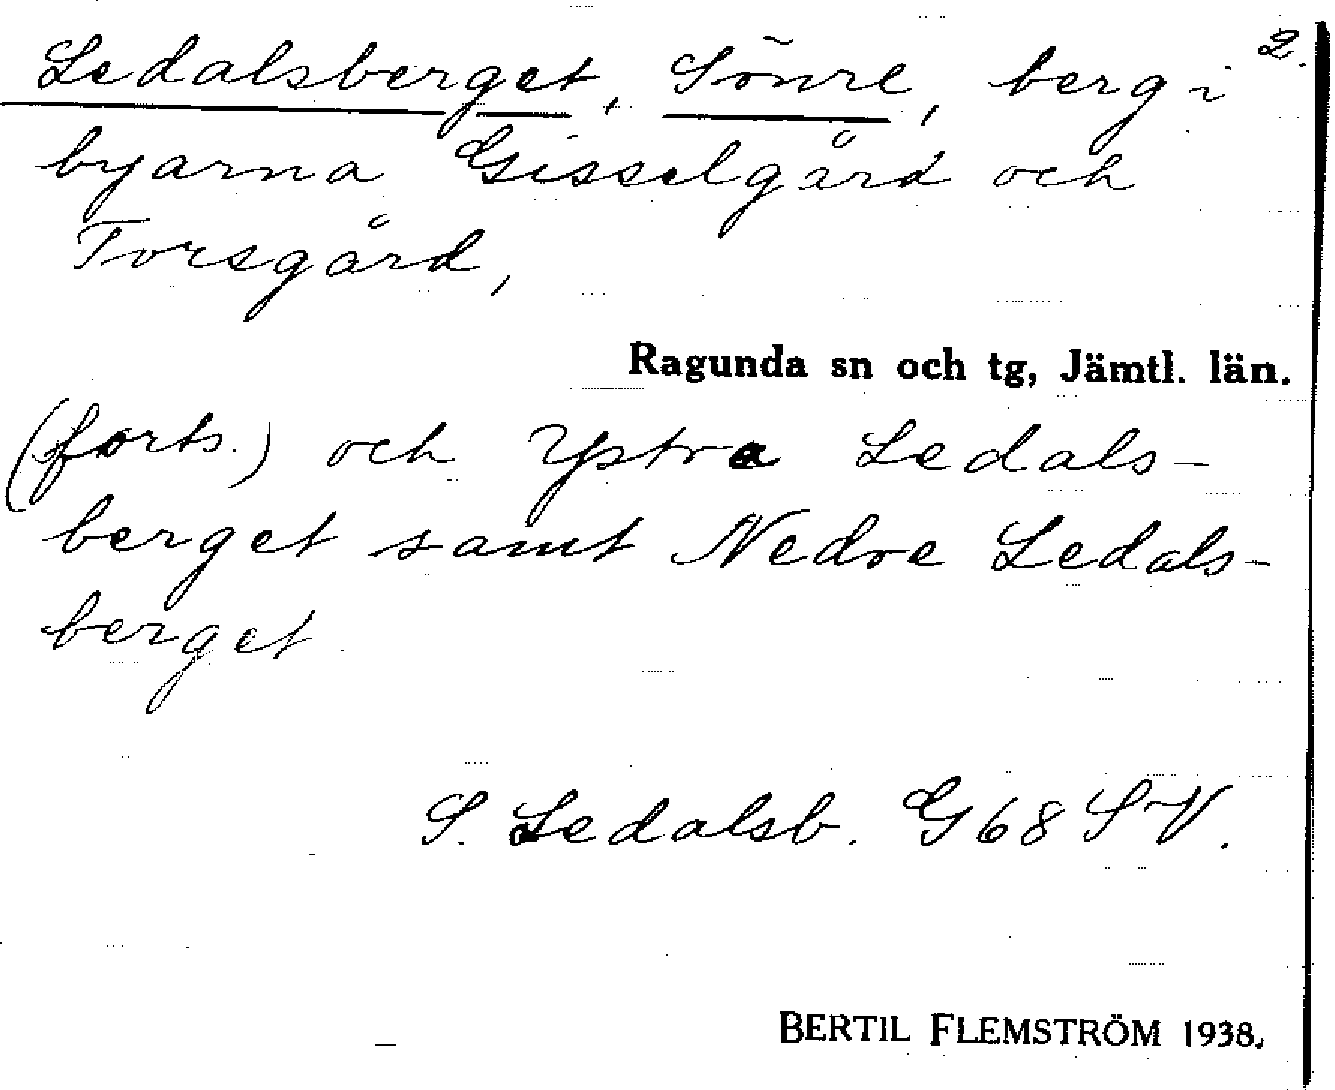 2.
Ledalsberget, Sönre, berg i
byarna Gisselgård och
Torsgård,
Ragunda sn och tg, Jämtl. län.
(forts.) och Ystra Ledals-
berget samt Nedre Ledals-
berget
S. Ledalsb. G68 SV.
BERTIL FLEMSTRÖM 1938.